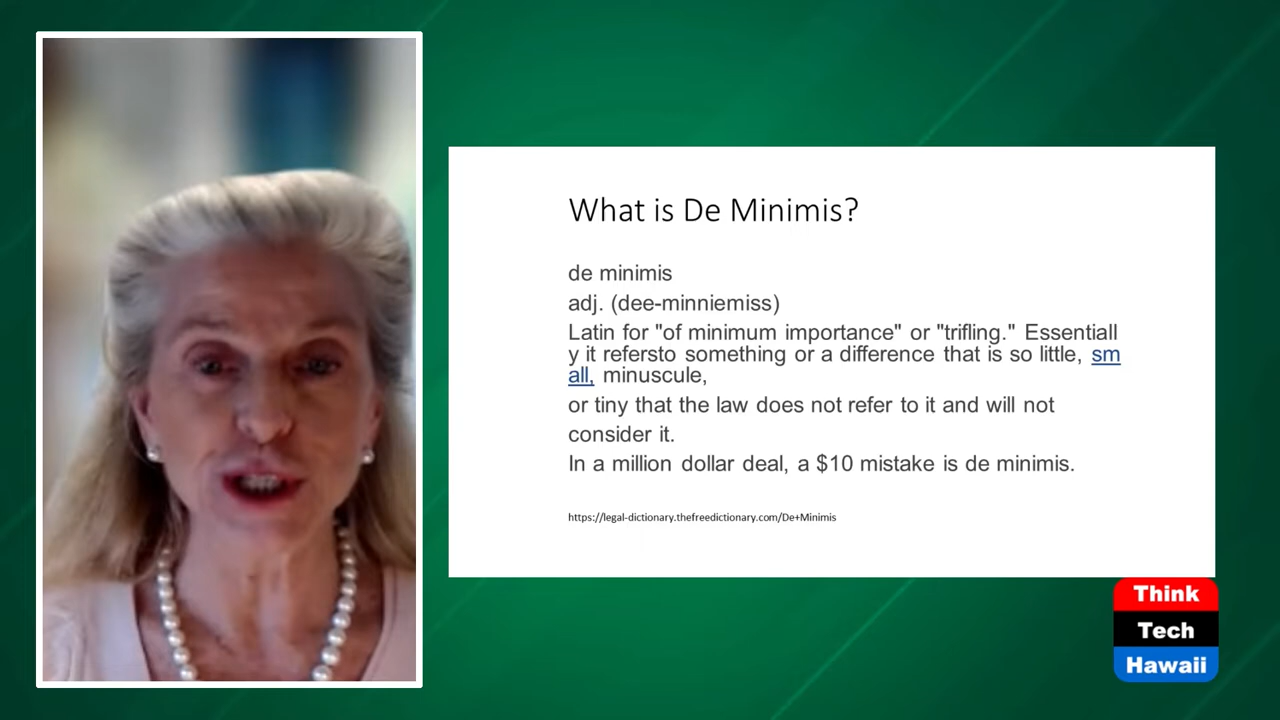 What is De Minimis?
de minimis
adj. (dee-minniemiss)
Latin for "of minimum importance" or "trifling." Essentiall
y it refersto something or a difference that is so little, sm
all, minuscule,
or tiny that the law does not refer to it and will not
consider it.
In a million dollar deal, a $10 mistake is de minimis.
https://legal-dictionary.thefreedictionary.com/De+Minimis
Think
Tech
Hawaii